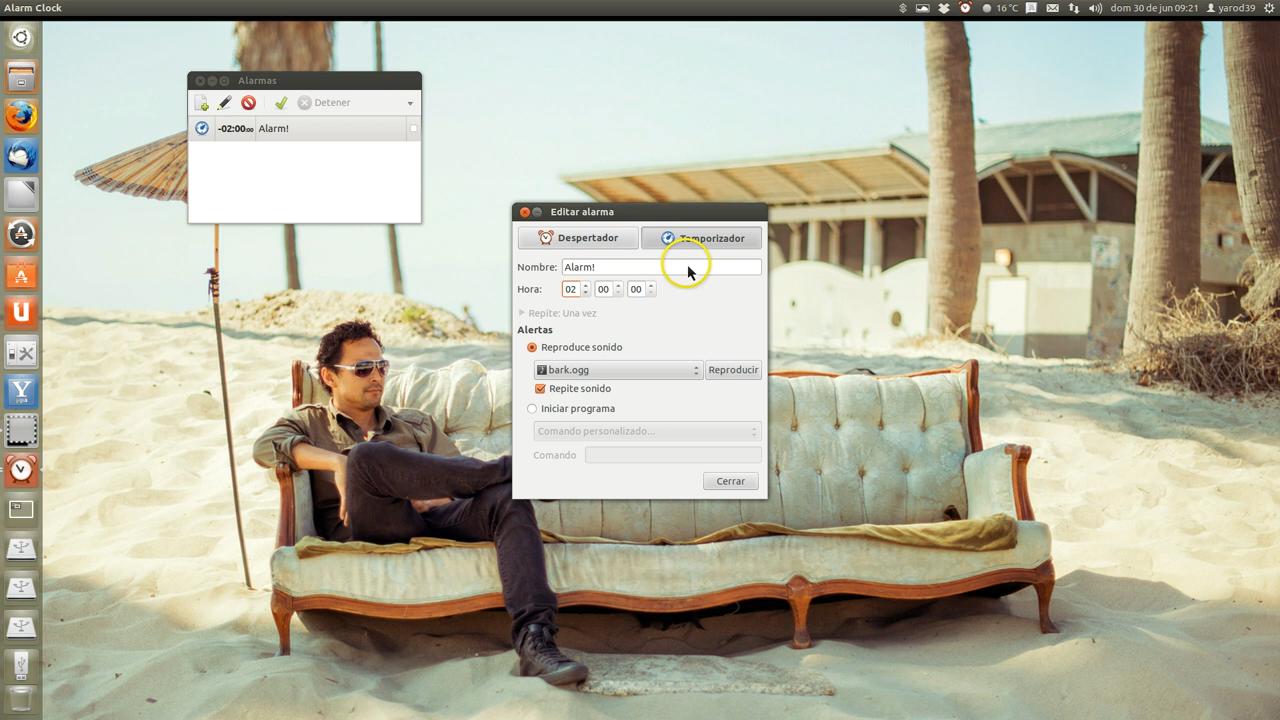 Alarm Clock
16 °C
dom 30 de jun 09:21
yarod39
Alarmas
Detener
-02:00:00 Alarm!
Editar alarma
Despertador
Temporizador
Nombre: Alarm!
Hora: 02 00 00
Repite: Una vez
Alertas
Reproduce sonido
bark.ogg
Reproducir
Repite sonido
Iniciar programa
Comando personalizado...
Comando
Cerrar